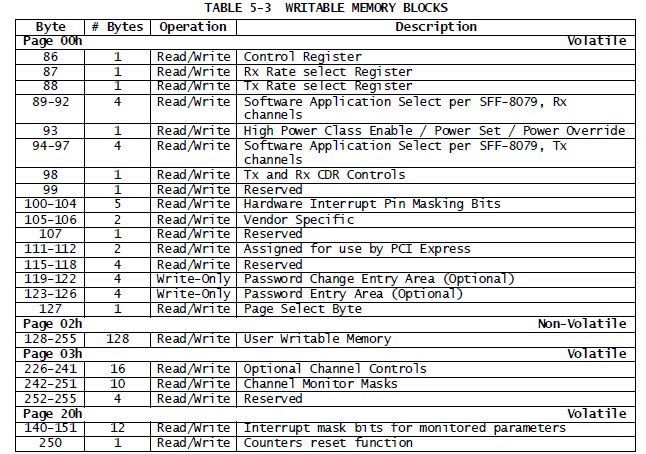 TABLE 5-3 WRITABLE MEMORY BLOCKS
Byte # Bytes Operation Description
Page 00h Volatile
86 1 Read/Write Control Register
87 1 Read/Write Rx Rate select Register
88 1 Read/Write Tx Rate select Register
89-92 4 Read/Write Software Application Select per SFF-8079, Rx
channels
93 1 Read/Write High Power Class Enable / Power Set / Power Override
94-97 4 Read/Write Software Application Select per SFF-8079, Tx
channels
98 1 Read/Write Tx and Rx CDR Controls
99 1 Read/Write Reserved
100-104 5 Read/Write Hardware Interrupt Pin Masking Bits
105-106 2 Read/Write Vendor Specific
107 1 Read/Write Reserved
111-112 2 Read/Write Assigned for use by PCI Express
115-118 4 Read/Write Reserved
119-122 4 Write-Only Password Change Entry Area (Optional)
123-126 4 Write-Only Password Entry Area (Optional)
127 1 Read/Write Page Select Byte
Page 02h Non-Volatile
128-255 128 Read/Write User Writable Memory
Page 03h Volatile
226-241 16 Read/Write Optional Channel Controls
242-251 10 Read/Write Channel Monitor Masks
252-255 4 Read/Write Reserved
Page 20h Volatile
140-151 12 Read/Write Interrupt mask bits for monitored parameters
250 1 Read/Write Counters reset function